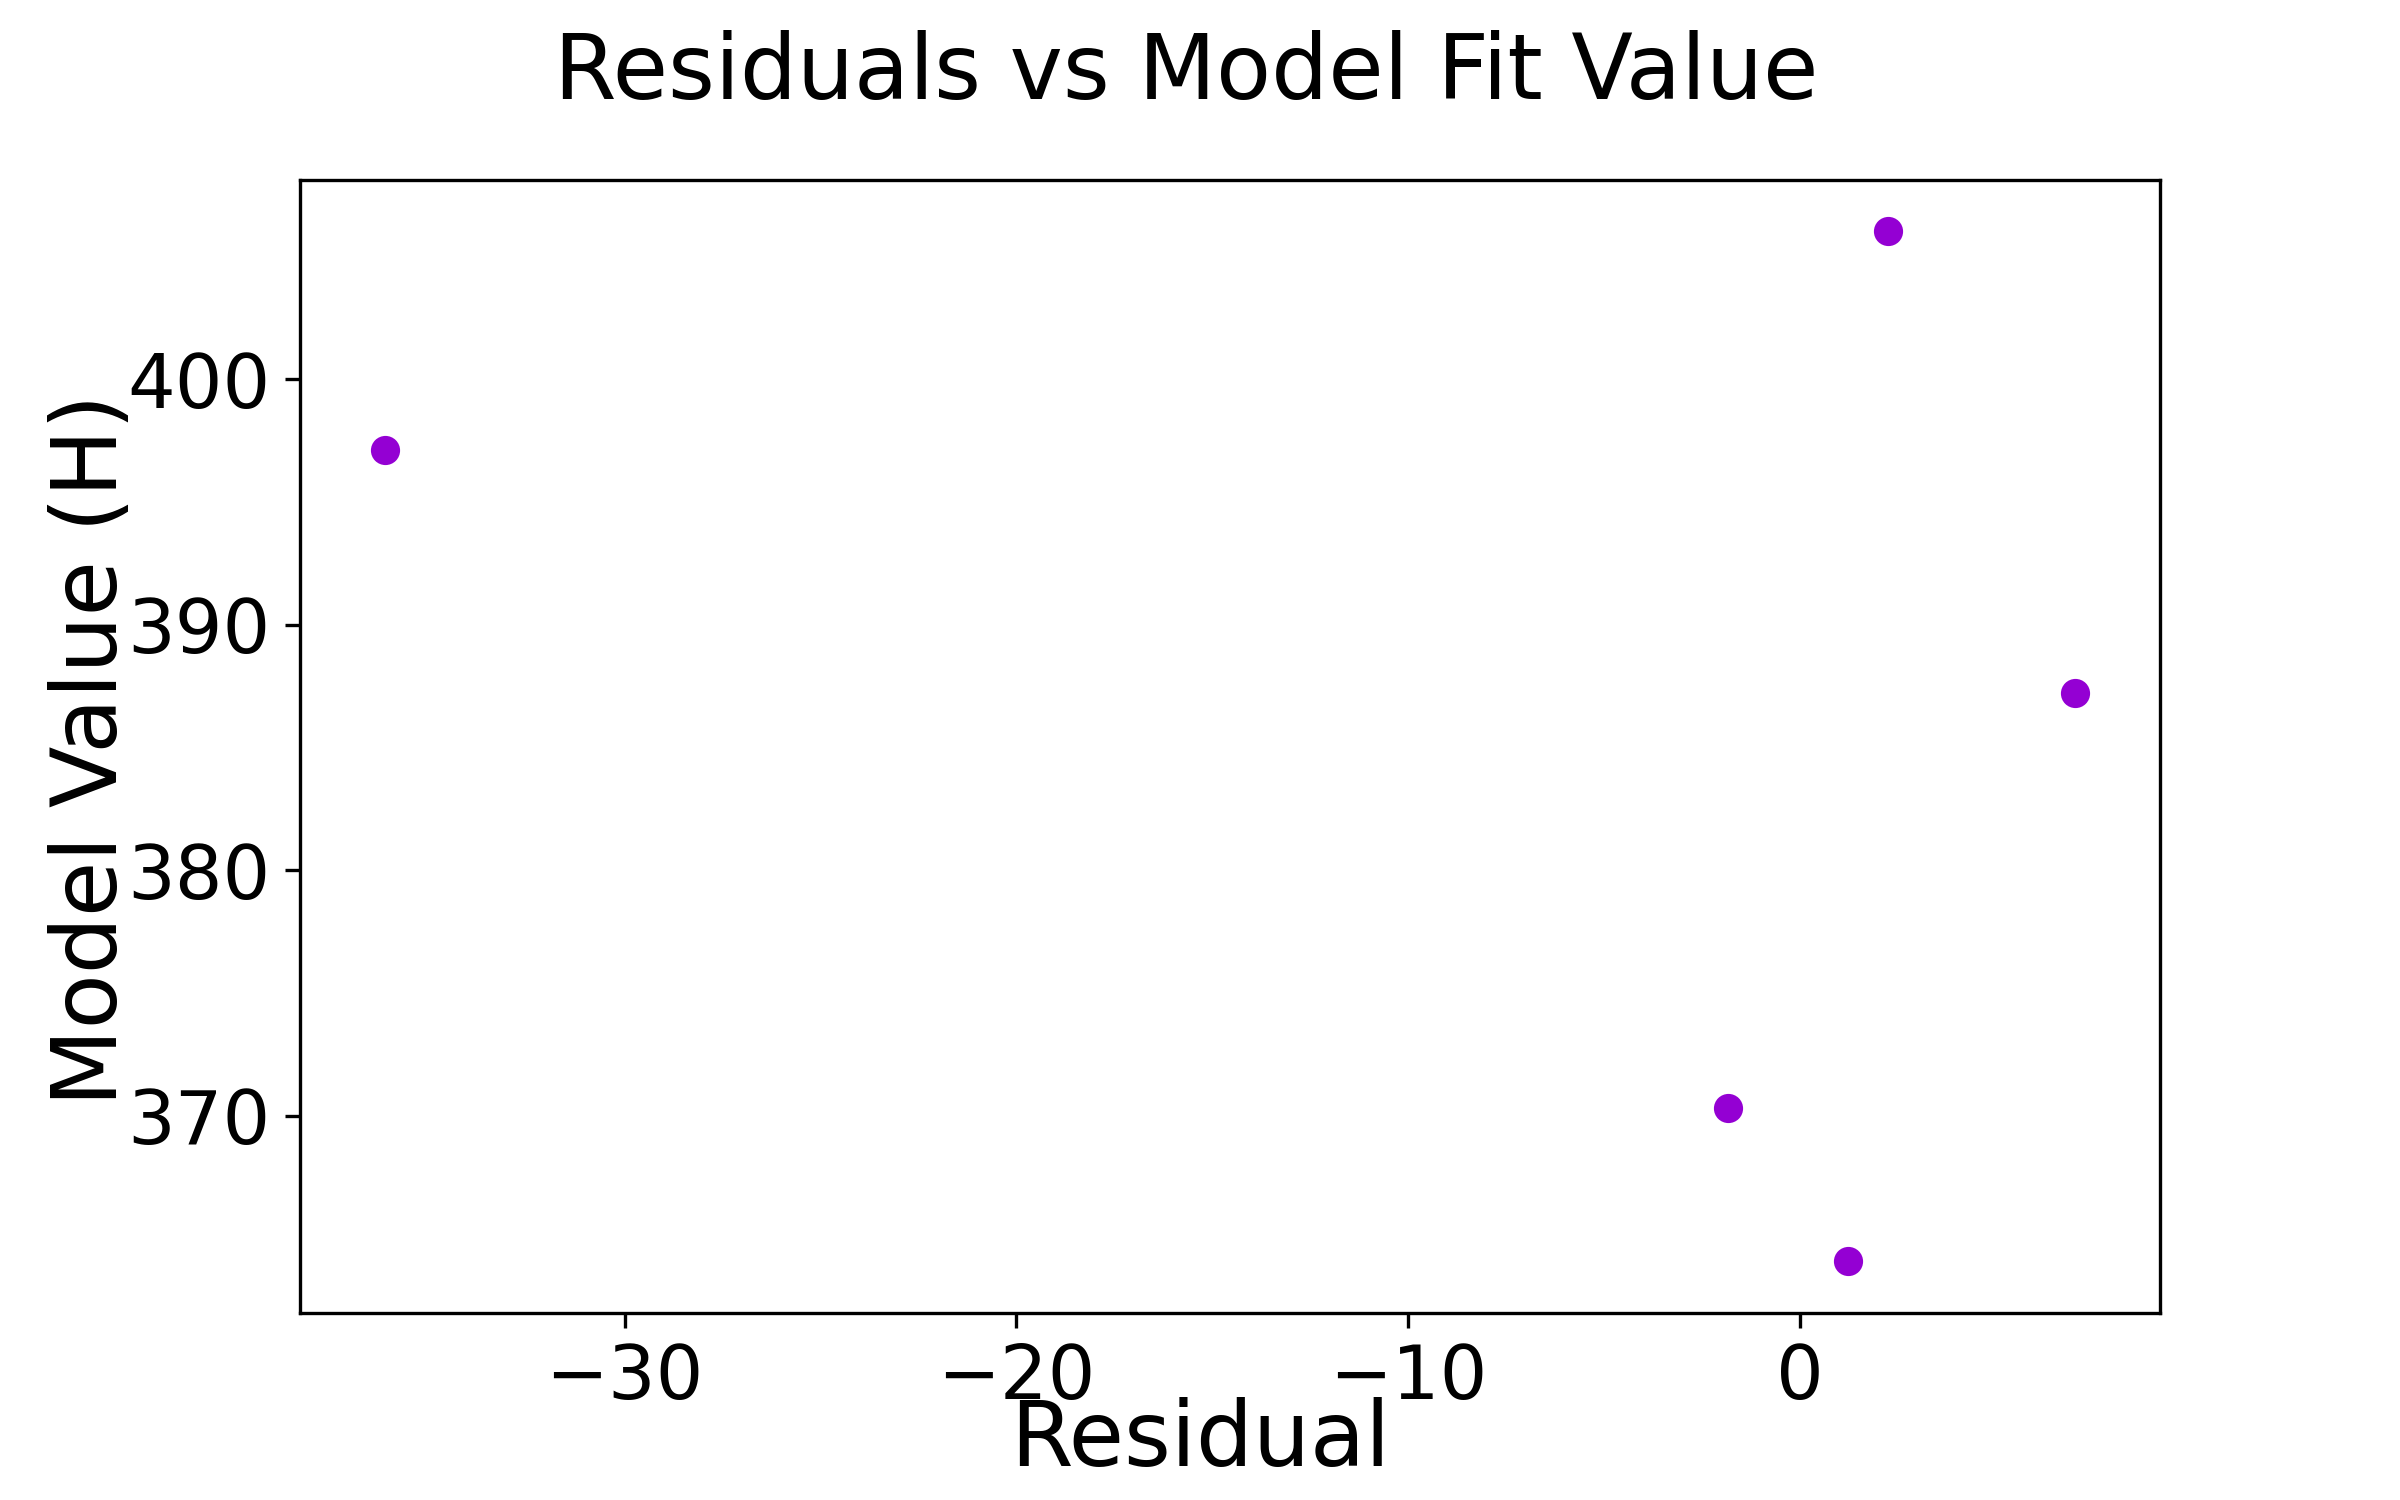 Residuals vs Model Fit Value
Model Value (H)
400
390
380
370
−30 −20 −10 0
Residual